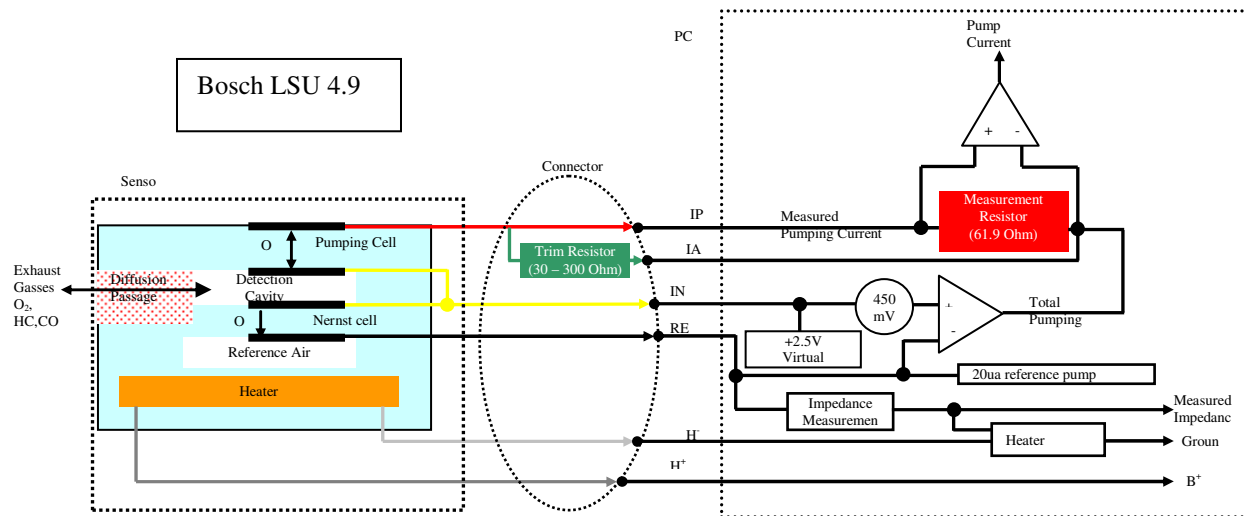 Pump
Current
PC
Bosch LSU 4.9
+ -
Connector
Senso
IP
Measured
Pumping Current
Measurement
Resistor
(61.9 Ohm)
O
Pumping Cell
Trim Resistor
(30 – 300 Ohm)
IA
Exhaust
Gasses
O₂,
HC,CO
Diffusion
Passage
Detection
Cavity
IN
450
mV
+
-
Total
Pumping
O
Nernst cell
RE
+2.5V
Virtual
Reference Air
20ua reference pump
Heater
Impedance
Measuremen
Measured
Impedanc
H⁻
Heater
Groun
H⁺
B⁺